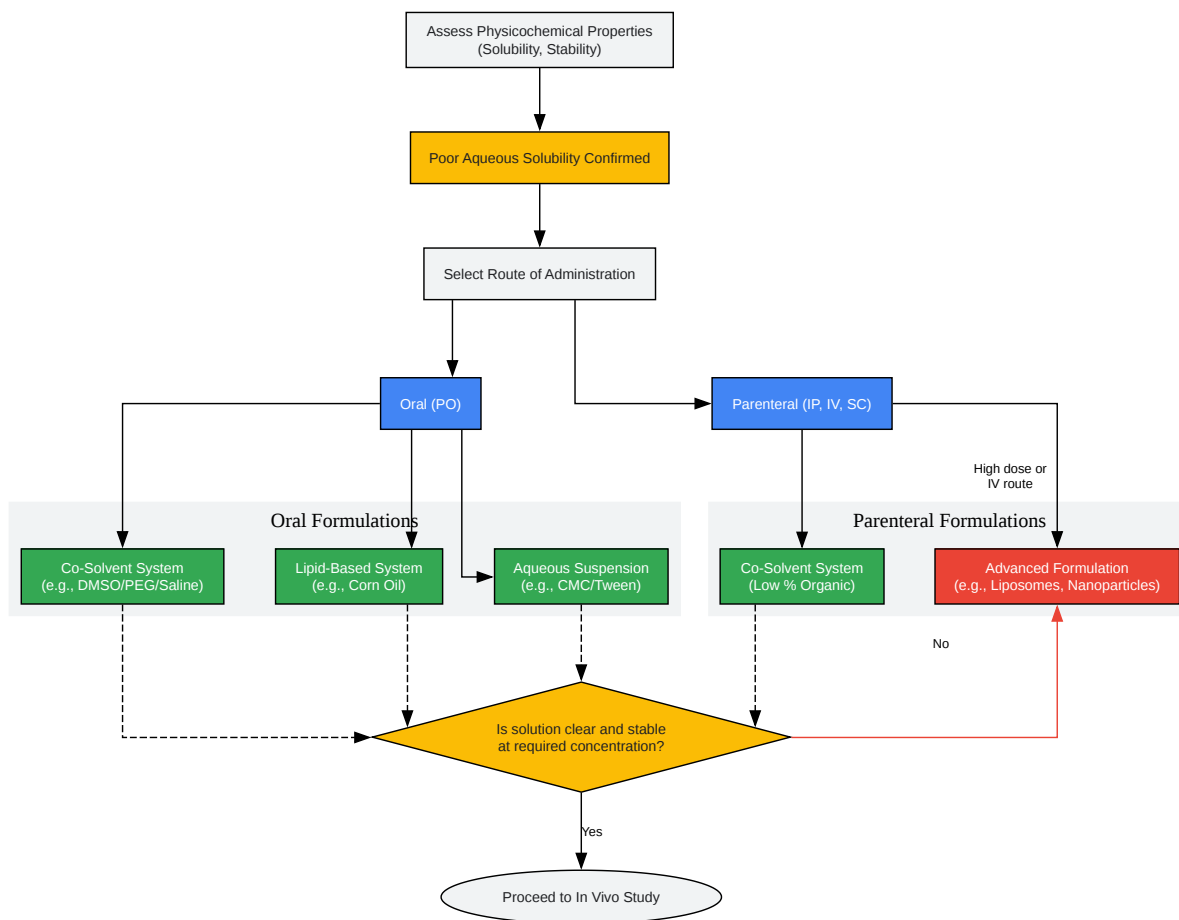 Assess Physicochemical Properties
(Solubility, Stability)
Poor Aqueous Solubility Confirmed
Select Route of Administration
Oral (PO)
Parenteral (IP, IV, SC)
High dose or
IV route
Oral Formulations
Parenteral Formulations
Co-Solvent System
(e.g., DMSO/PEG/Saline)
Lipid-Based System
(e.g., Corn Oil)
Aqueous Suspension
(e.g., CMC/Tween)
Co-Solvent System
(Low % Organic)
Advanced Formulation
(e.g., Liposomes, Nanoparticles)
No
Is solution clear and stable
at required concentration?
Yes
Proceed to In Vivo Study